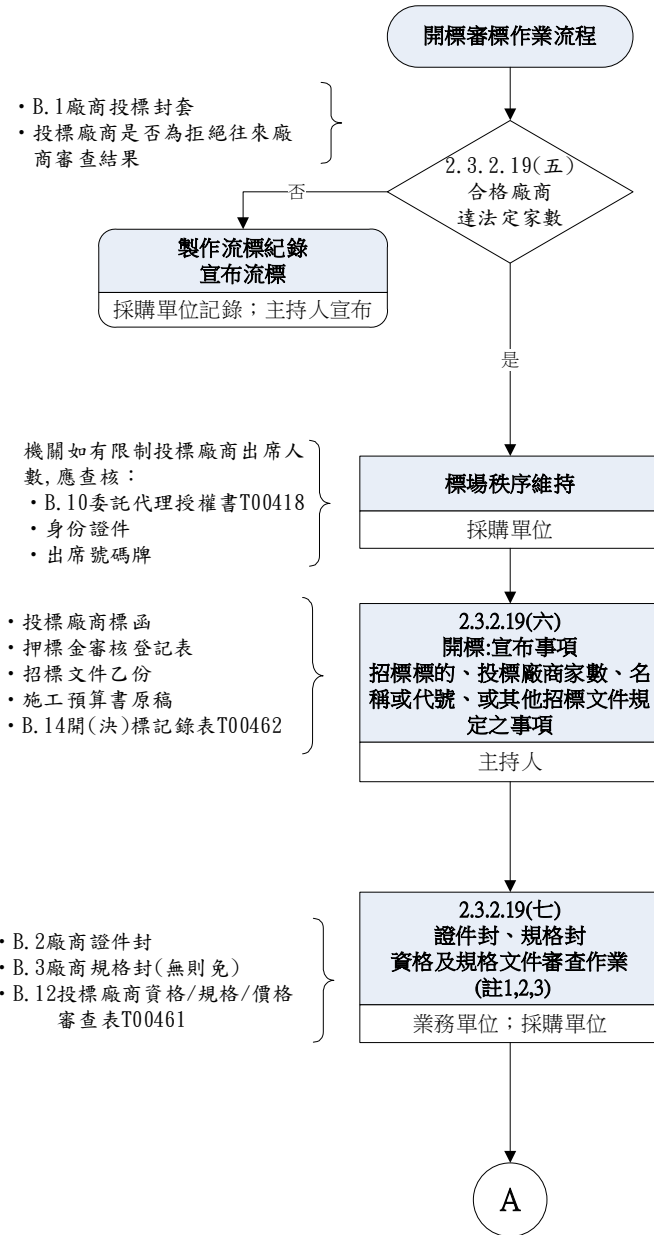 開標審標作業流程
・B.1廠商投標封套
・投標廠商是否為拒絕往來廠
商審查結果
2.3.2.19(五)
合格廠商
達法定家數
否
製作流標紀錄
宣布流標
採購單位記錄；主持人宣布
是
機關如有限制投標廠商出席人
數,應查核：
・B.10委託代理授權書T00418
・身份證件
・出席號碼牌
標場秩序維持
採購單位
・投標廠商標函
・押標金審核登記表
・招標文件乙份
・施工預算書原稿
・B.14開(決)標記錄表T00462
2.3.2.19(六)
開標:宣布事項
招標標的、投標廠商家數、名
稱或代號、或其他招標文件規
定之事項
主持人
・B.2廠商證件封
・B.3廠商規格封(無則免)
・B.12投標廠商資格/規格/價格
審查表T00461
2.3.2.19(七)
證件封、規格封
資格及規格文件審查作業
(註1,2,3)
業務單位；採購單位
A